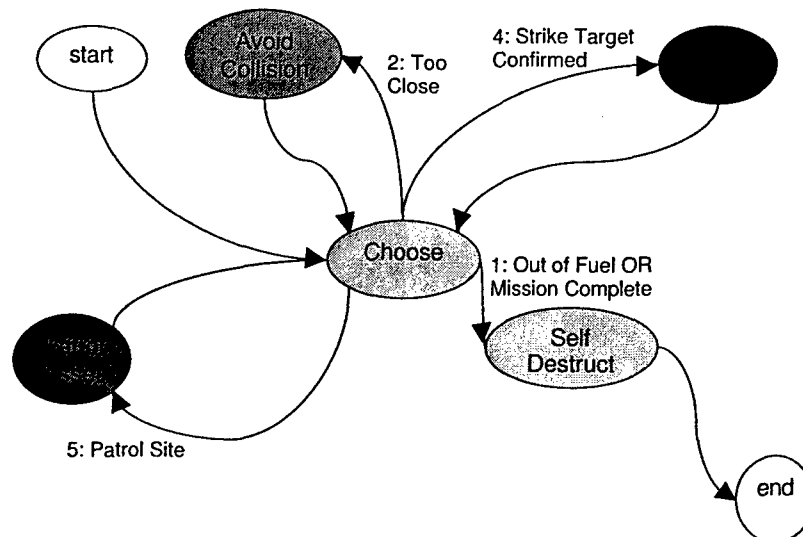 start
Avoid
Collision
2: Too
Close
4: Strike Target
Confirmed
Choose
1: Out of Fuel OR
Mission Complete
Self
Destruct
5: Patrol Site
end